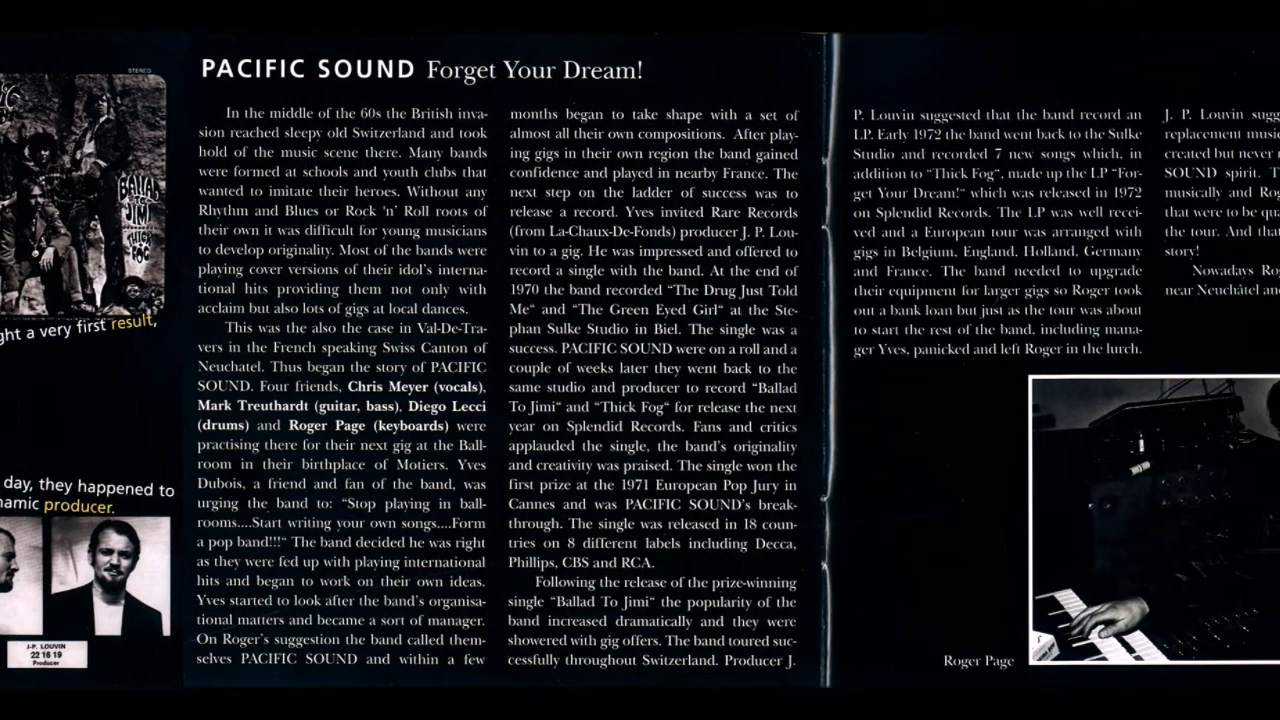 STEREO
BALLAD
TO
JIM
THICK
FOG
ght a very first result,
day, they happened to
namic producer.
J-P. LOUVIN
22 16 19
Producer
PACIFIC SOUND Forget Your Dream!
In the middle of the 60s the British inva-
sion reached sleepy old Switzerland and took
hold of the music scene there. Many bands
were formed at schools and youth clubs that
wanted to imitate their heroes. Without any
Rhythm and Blues or Rock 'n' Roll roots of
their own it was difficult for young musicians
to develop originality. Most of the bands were
playing cover versions of their idol's interna-
tional hits providing them not only with
acclaim but also lots of gigs at local dances.
This was the also the case in Val-De-Tra-
vers in the French speaking Swiss Canton of
Neuchatel. Thus began the story of PACIFIC
SOUND. Four friends, Chris Meyer (vocals),
Mark Treuthardt (guitar, bass), Diego Lecci
(drums) and Roger Page (keyboards) were
practising there for their next gig at the Ball-
room in their birthplace of Motiers. Yves
Dubois, a friend and fan of the band, was
urging the band to: "Stop playing in ball-
rooms....Start writing your own songs....Form
a pop band!!!“ The band decided he was right
as they were fed up with playing international
hits and began to work on their own ideas.
Yves started to look after the band's organisa-
tional matters and became a sort of manager.
On Roger's suggestion the band called them-
selves PACIFIC SOUND and within a few
months began to take shape with a set of
almost all their own compositions. After play-
ing gigs in their own region the band gained
confidence and played in nearby France. The
next step on the ladder of success was to
release a record. Yves invited Rare Records
(from La-Chaux-De-Fonds) producer J. P. Lou-
vin to a gig. He was impressed and offered to
record a single with the band. At the end of
1970 the band recorded "The Drug Just Told
Me“ and "The Green Eyed Girl“ at the Ste-
phan Sulke Studio in Biel. The single was a
success. PACIFIC SOUND were on a roll and a
couple of weeks later they went back to the
same studio and producer to record "Ballad
To Jimi“ and "Thick Fog“ for release the next
year on Splendid Records. Fans and critics
applauded the single, the band's originality
and creativity was praised. The single won the
first prize at the 1971 European Pop Jury in
Cannes and was PACIFIC SOUND's break-
through. The single was released in 18 coun-
tries on 8 different labels including Decca,
Phillips, CBS and RCA.
Following the release of the prize-winning
single "Ballad To Jimi“ the popularity of the
band increased dramatically and they were
showered with gig offers. The band toured suc-
cessfully throughout Switzerland. Producer J.
P. Louvin suggested that the band record an
LP. Early 1972 the band went back to the Sulke
Studio and recorded 7 new songs which, in
addition to "Thick Fog“, made up the LP "For-
get Your Dream!“ which was released in 1972
on Splendid Records. The LP was well recei-
ved and a European tour was arranged with
gigs in Belgium, England, Holland, Germany
and France. The band needed to upgrade
their equipment for larger gigs so Roger took
out a bank loan but just as the tour was about
to start the rest of the band, including mana-
ger Yves, panicked and left Roger in the lurch.
J. P. Louvin sugg
replacement music
created but never
SOUND spirit. T
musically and Rog
that were to be qu
the tour. And tha
story!
Nowadays Ro
near Neuchâtel and
Roger Page